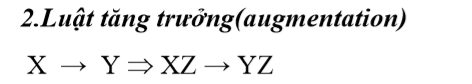 2.Luật tăng trưởng(augmentation)
X → Y ⇒ XZ → YZ